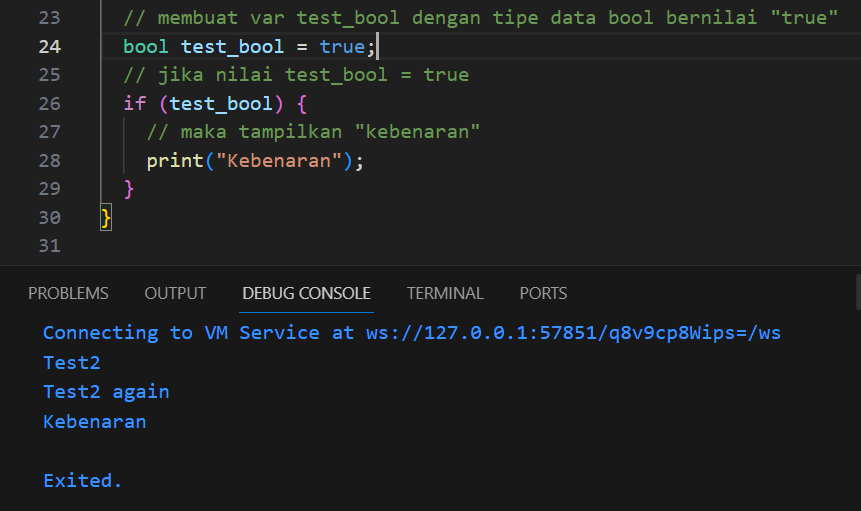 23 // membuat var test_bool dengan tipe data bool bernilai "true"
24 bool test_bool = true;
25 // jika nilai test_bool = true
26 if (test_bool) {
27 // maka tampilkan "kebenaran"
28 print("Kebenaran");
29 }
30 }
31
PROBLEMS OUTPUT DEBUG CONSOLE TERMINAL PORTS
Connecting to VM Service at ws://127.0.0.1:57851/q8v9cp8Wips=/ws
Test2
Test2 again
Kebenaran
Exited.